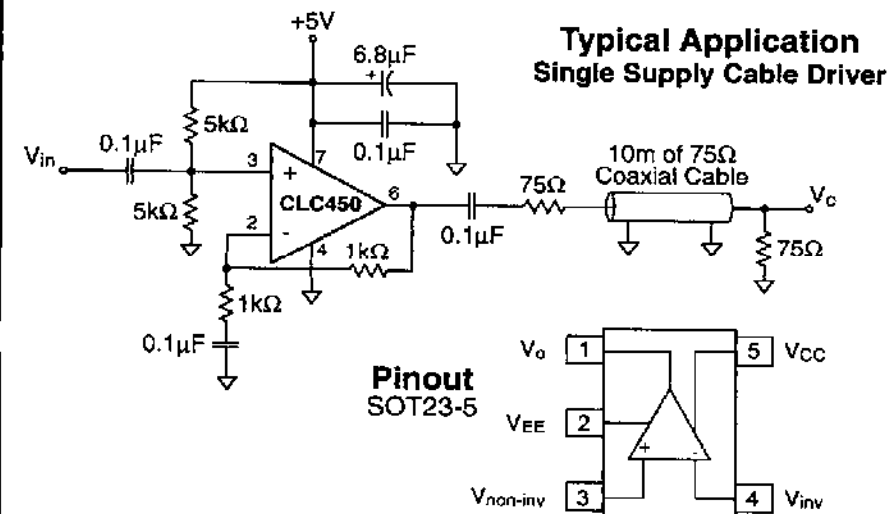 Typical Application
Single Supply Cable Driver
+5V
6.8µF
+
5kΩ
0.1µF
0.1µF
Vin
10m of 75Ω
Coaxial Cable
3
7
+
CLC450
6
75Ω
Vo
5kΩ
2
-
4
0.1µF
75Ω
1kΩ
1kΩ
0.1µF
Pinout
SOT23-5
Vo
1
5
VCC
VEE
2
+
-
Vnon-inv
3
4
Vinv